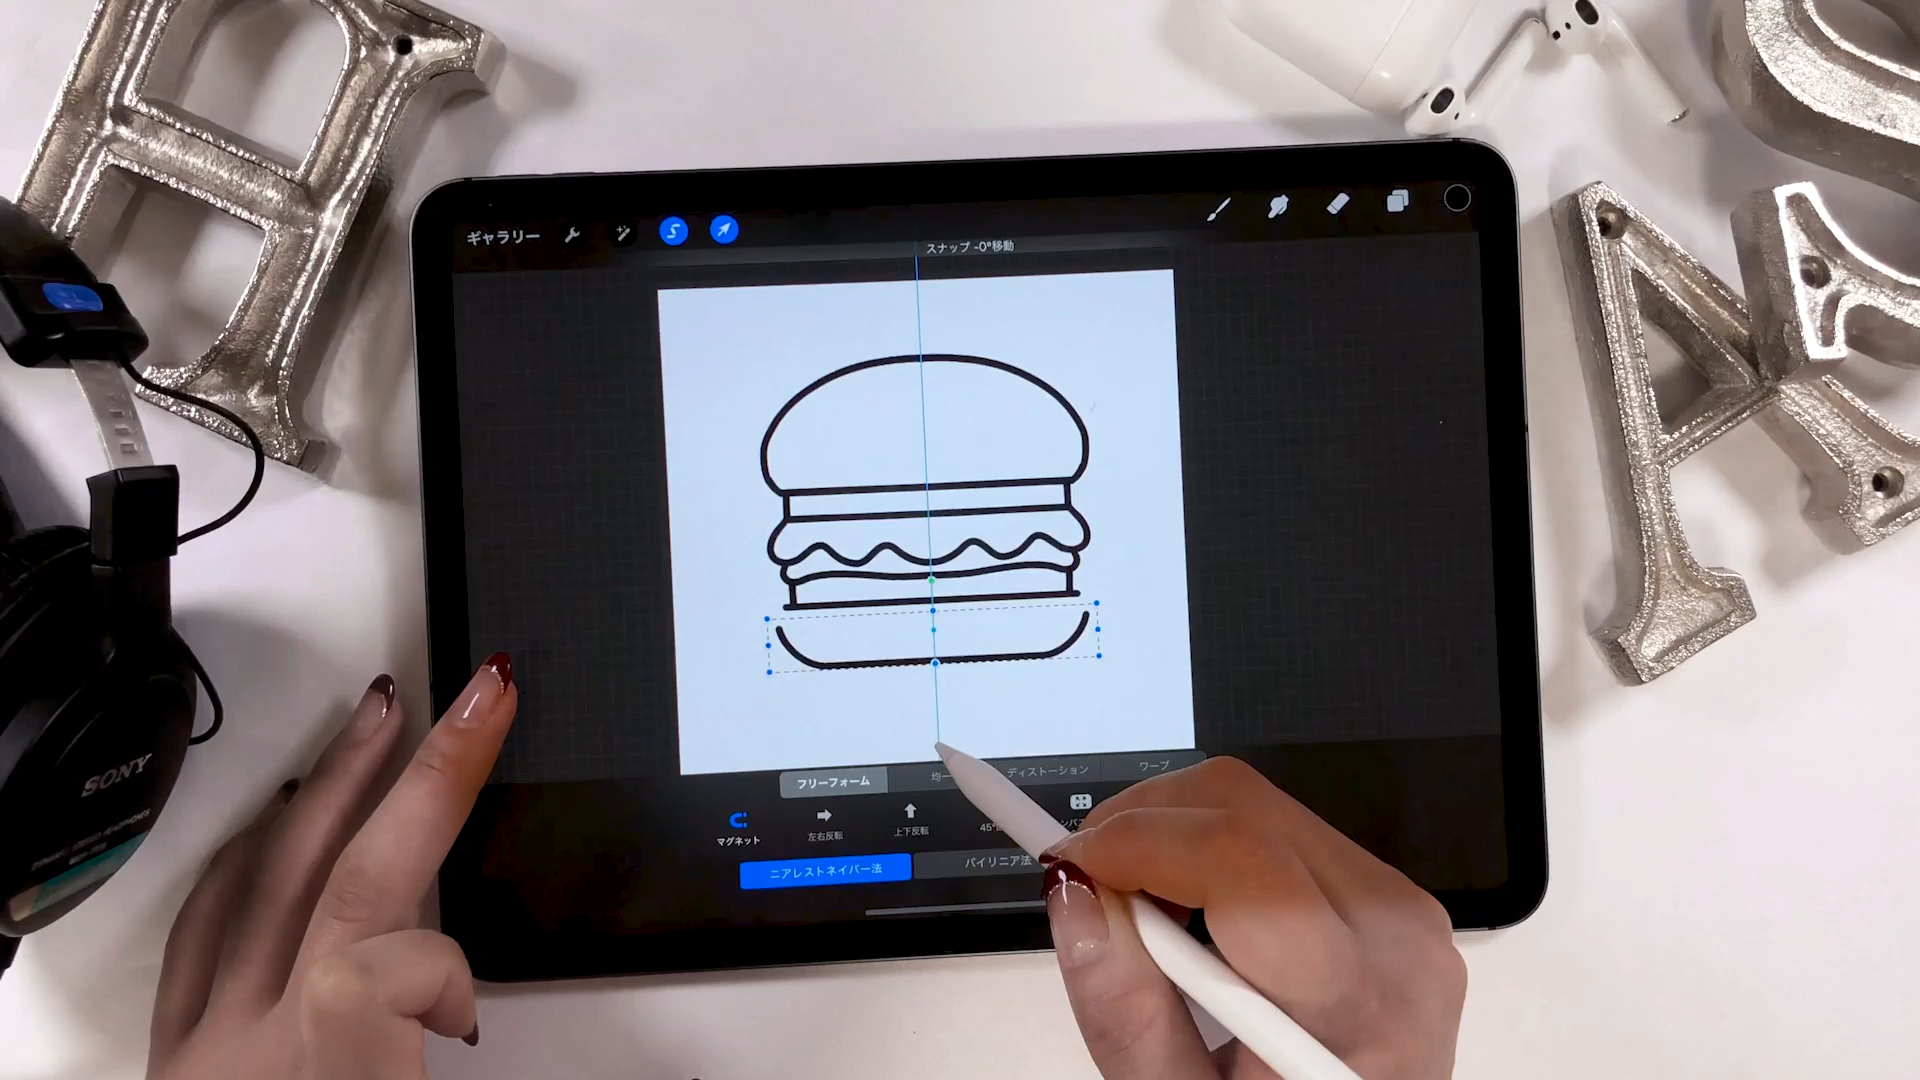 ギャラリー
スナップ -0°移動
フリーフォーム
均一
ディストーション
ワープ
マグネット
左右反転
上下反転
45°
ニアレストネイバー法
バイリニア法
SONY